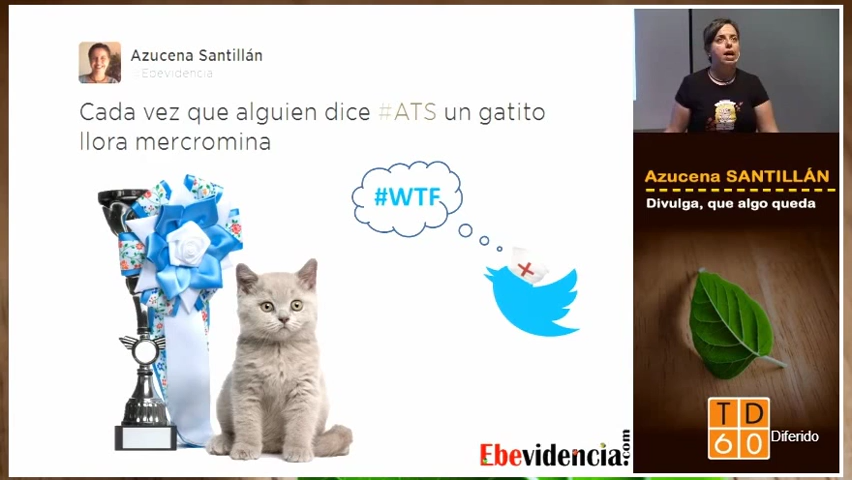 Azucena Santillán
@Ebevidencia
Cada vez que alguien dice #ATS un gatito
llora mercromina
#WTF
Ebevidencia.com
Azucena SANTILLÁN
Divulga, que algo queda
TD
60
Diferido